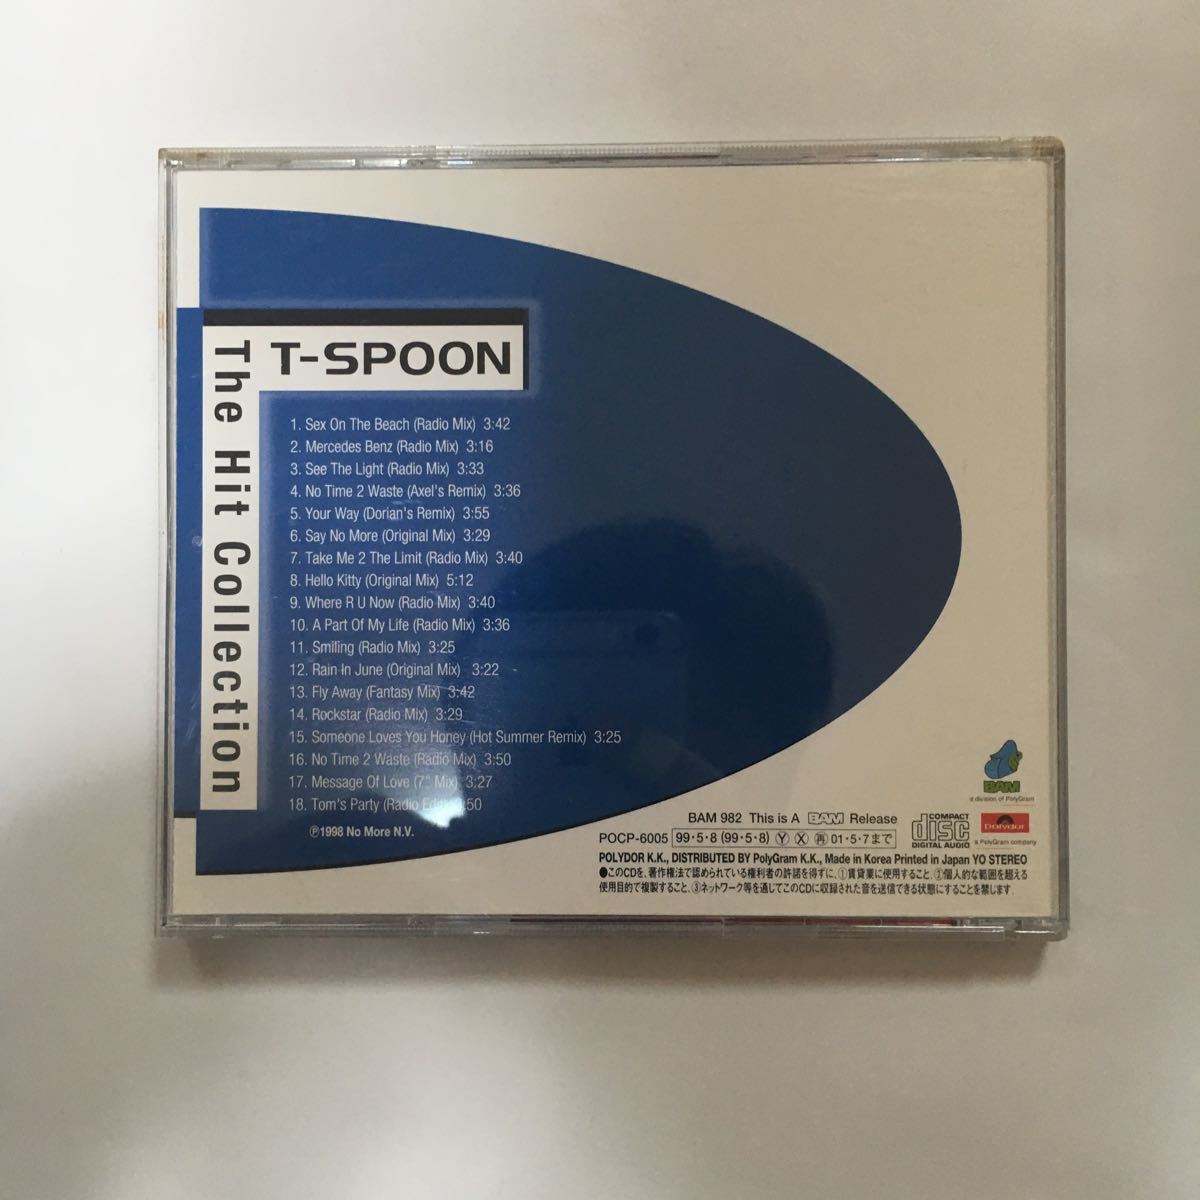 T-SPOON
The Hit Collection
1. Sex On The Beach (Radio Mix) 3:42
2. Mercedes Benz (Radio Mix) 3:16
3. See The Light (Radio Mix) 3:33
4. No Time 2 Waste (Axel's Remix) 3:36
5. Your Way (Dorian's Remix) 3:55
6. Say No More (Original Mix) 3:29
7. Take Me 2 The Limit (Radio Mix) 3:40
8. Hello Kitty (Original Mix) 5:12
9. Where R U Now (Radio Mix) 3:40
10. A Part Of My Life (Radio Mix) 3:36
11. Smiling (Radio Mix) 3:25
12. Rain In June (Original Mix) 3:22
13. Fly Away (Fantasy Mix) 3:42
14. Rockstar (Radio Mix) 3:29
15. Someone Loves You Honey (Hot Summer Remix) 3:25
16. No Time 2 Waste (Radio Mix) 3:50
17. Message Of Love (7" Mix) 3:27
18. Tom's Party (Radio Edit)
℗1998 No More N.V.
BAM
a division of PolyGram
BAM 982 This is A BAM Release
COMPACT disc DIGITAL AUDIO
Polydor
a PolyGram company
POCP-6005 99・5・8 (99・5・8) Ⓨ Ⓧ 再 01・5・7まで
POLYDOR K.K., DISTRIBUTED BY PolyGram K.K., Made in Korea Printed in Japan YO STEREO
●このCDを、著作権法で認められている権利者の許諾を得ずに、①賃貸業に使用すること、②個人的な範囲を超える
使用目的で複製すること、③ネットワーク等を通じてこのCDに収録された音を送信できる状態にすることを禁じます。